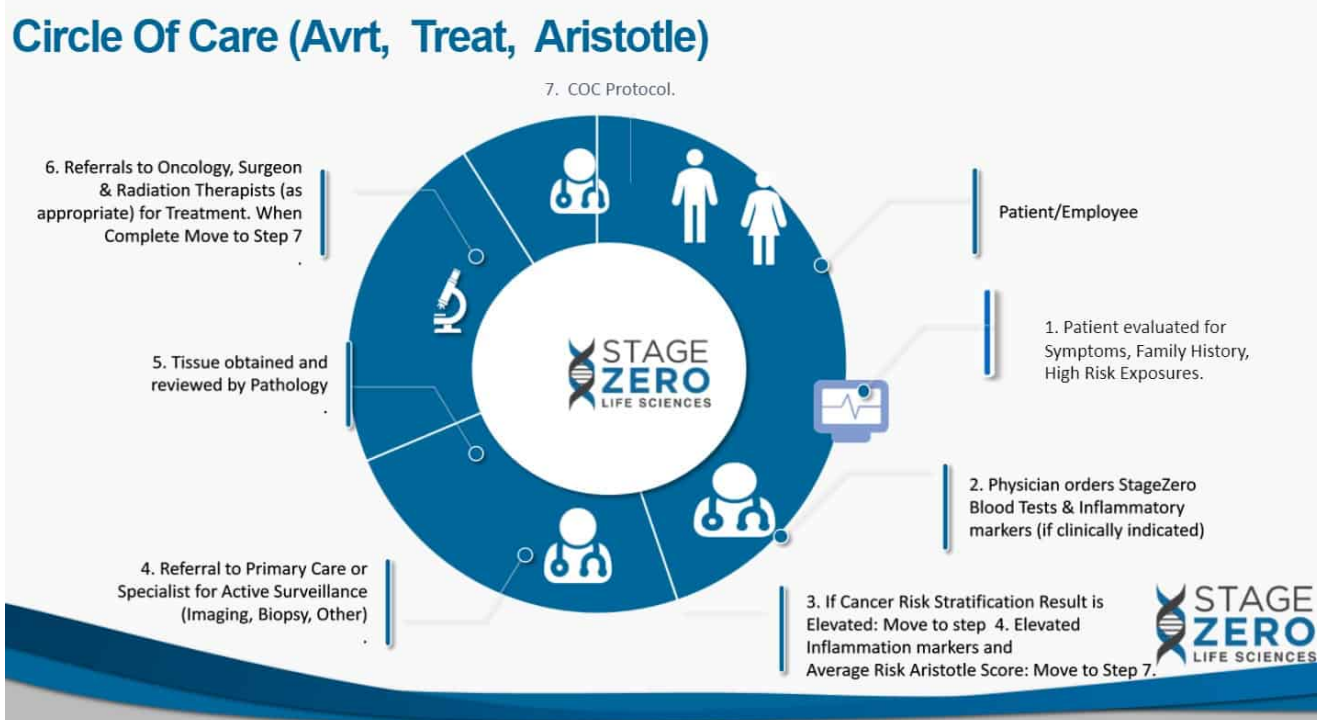 Circle Of Care (Avrt, Treat, Aristotle)
7. COC Protocol.
Patient/Employee
1. Patient evaluated for
Symptoms, Family History,
High Risk Exposures.
2. Physician orders StageZero
Blood Tests & Inflammatory
markers (if clinically indicated)
3. If Cancer Risk Stratification Result is
Elevated: Move to step 4. Elevated
Inflammation markers and
Average Risk Aristotle Score: Move to Step 7.
4. Referral to Primary Care or
Specialist for Active Surveillance
(Imaging, Biopsy, Other)
.
5. Tissue obtained and
reviewed by Pathology
.
6. Referrals to Oncology, Surgeon
& Radiation Therapists (as
appropriate) for Treatment. When
Complete Move to Step 7
.
STAGE
ZERO
LIFE SCIENCES
STAGE
ZERO
LIFE SCIENCES